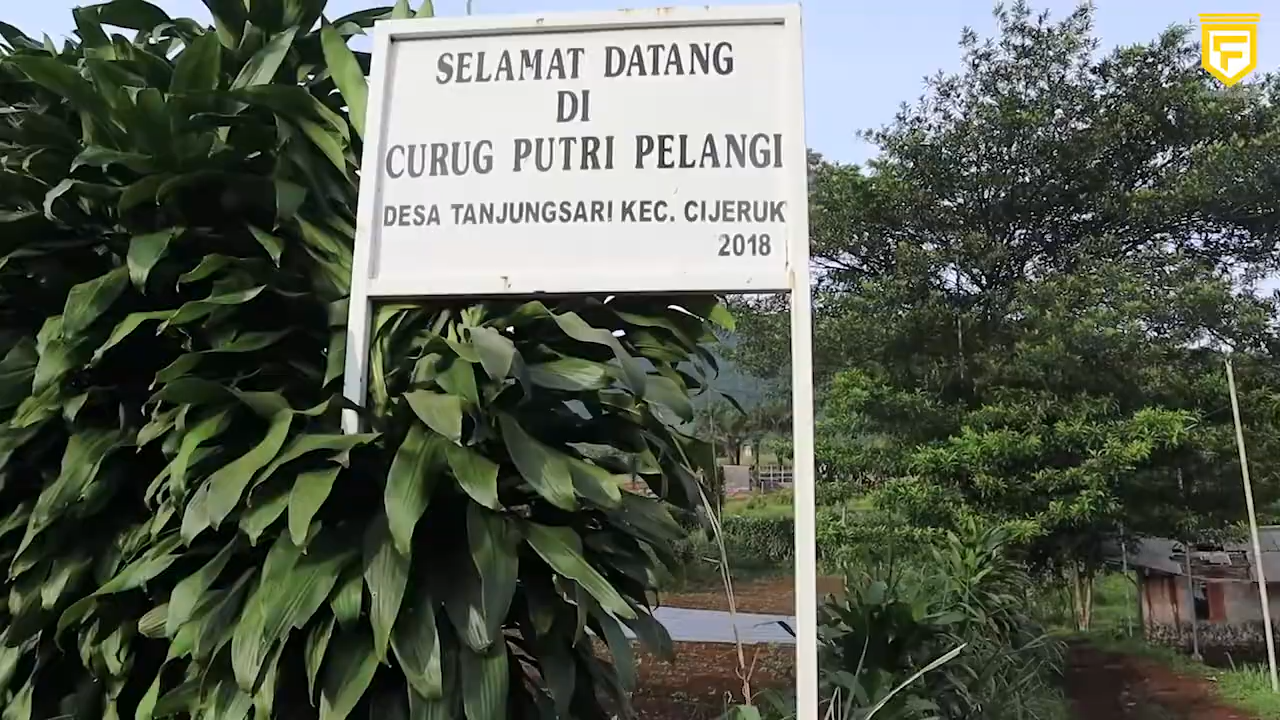 SELAMAT DATANG
DI
CURUG PUTRI PELANGI
DESA TANJUNGSARI KEC. CIJERUK
2018